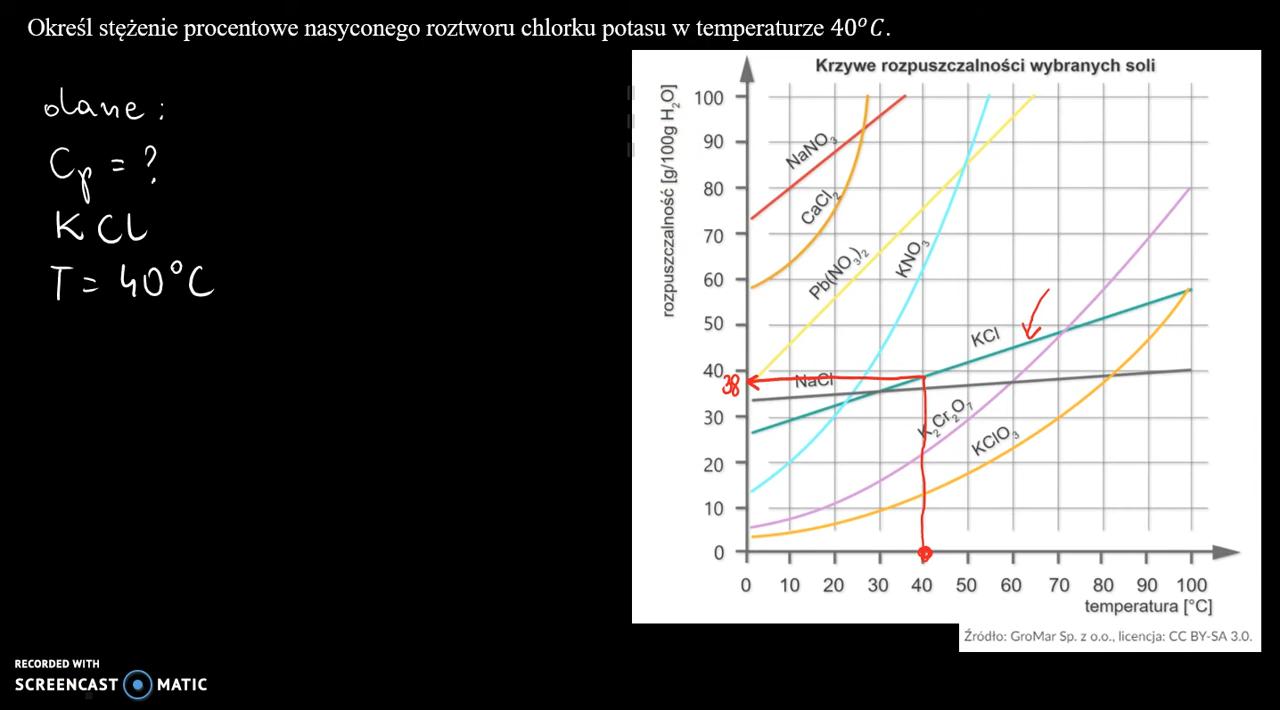 Określ stężenie procentowe nasyconego roztworu chlorku potasu w temperaturze 40°C.
dane:
Cp = ?
KCl
T = 40°C
Krzywe rozpuszczalności wybranych soli
rozpuszczalność [g/100g H₂O]
100
90
80
70
60
50
40
38
30
20
10
0
NaNO₃
CaCl₂
Pb(NO₃)₂
KNO₃
KCl
NaCl
K₂Cr₂O₇
KClO₃
0 10 20 30 40 50 60 70 80 90 100
temperatura [°C]
Źródło: GroMar Sp. z o.o., licencja: CC BY-SA 3.0.
RECORDED WITH
SCREENCAST MATIC